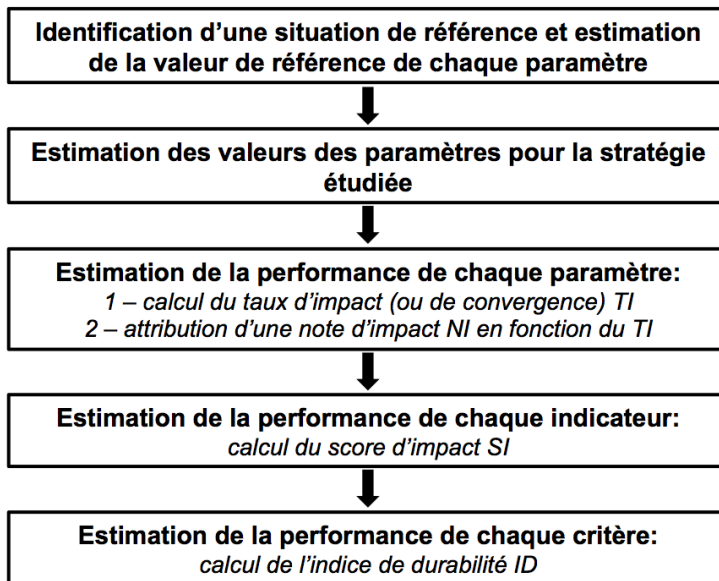 Identification d’une situation de référence et estimation
de la valeur de référence de chaque paramètre
Estimation des valeurs des paramètres pour la stratégie
étudiée
Estimation de la performance de chaque paramètre:
1 – calcul du taux d’impact (ou de convergence) TI
2 – attribution d’une note d’impact NI en fonction du TI
Estimation de la performance de chaque indicateur:
calcul du score d’impact SI
Estimation de la performance de chaque critère:
calcul de l’indice de durabilité ID